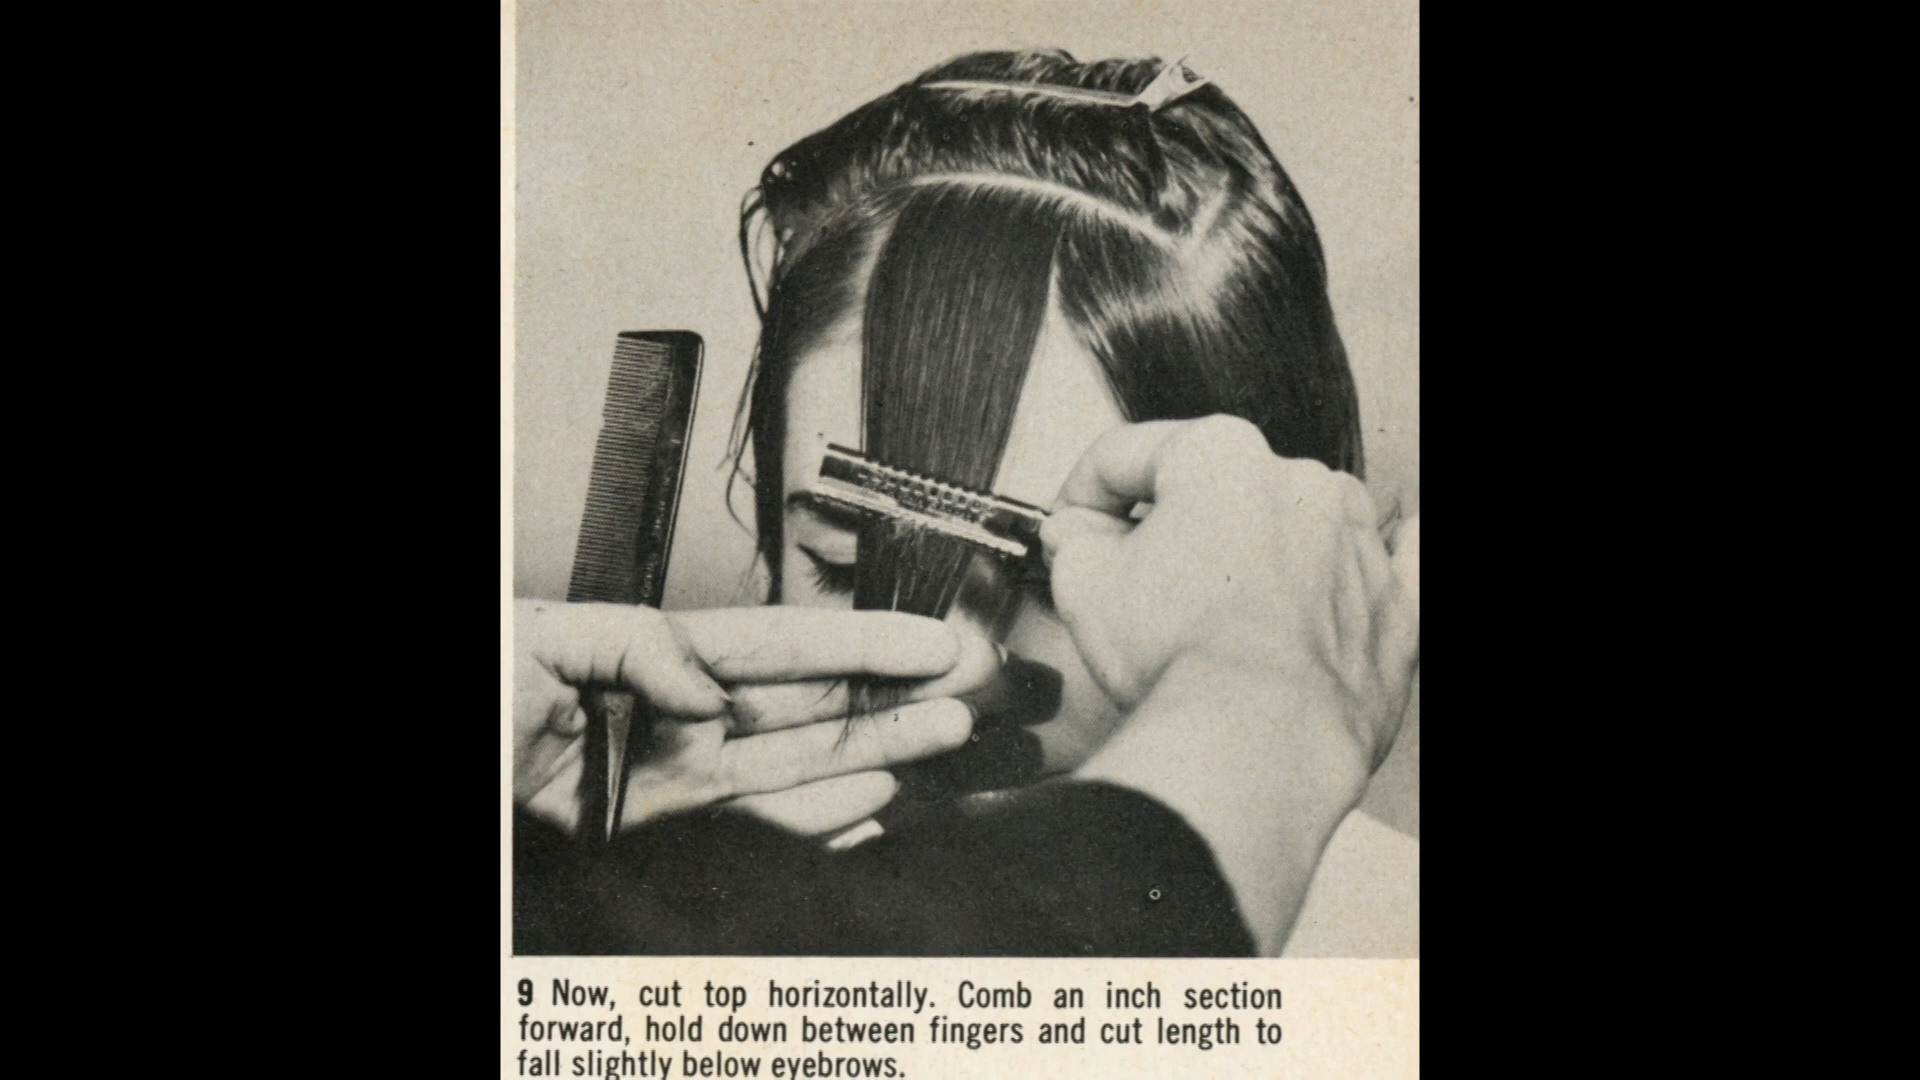 9 Now, cut top horizontally. Comb an inch section
forward, hold down between fingers and cut length to
fall slightly below eyebrows.